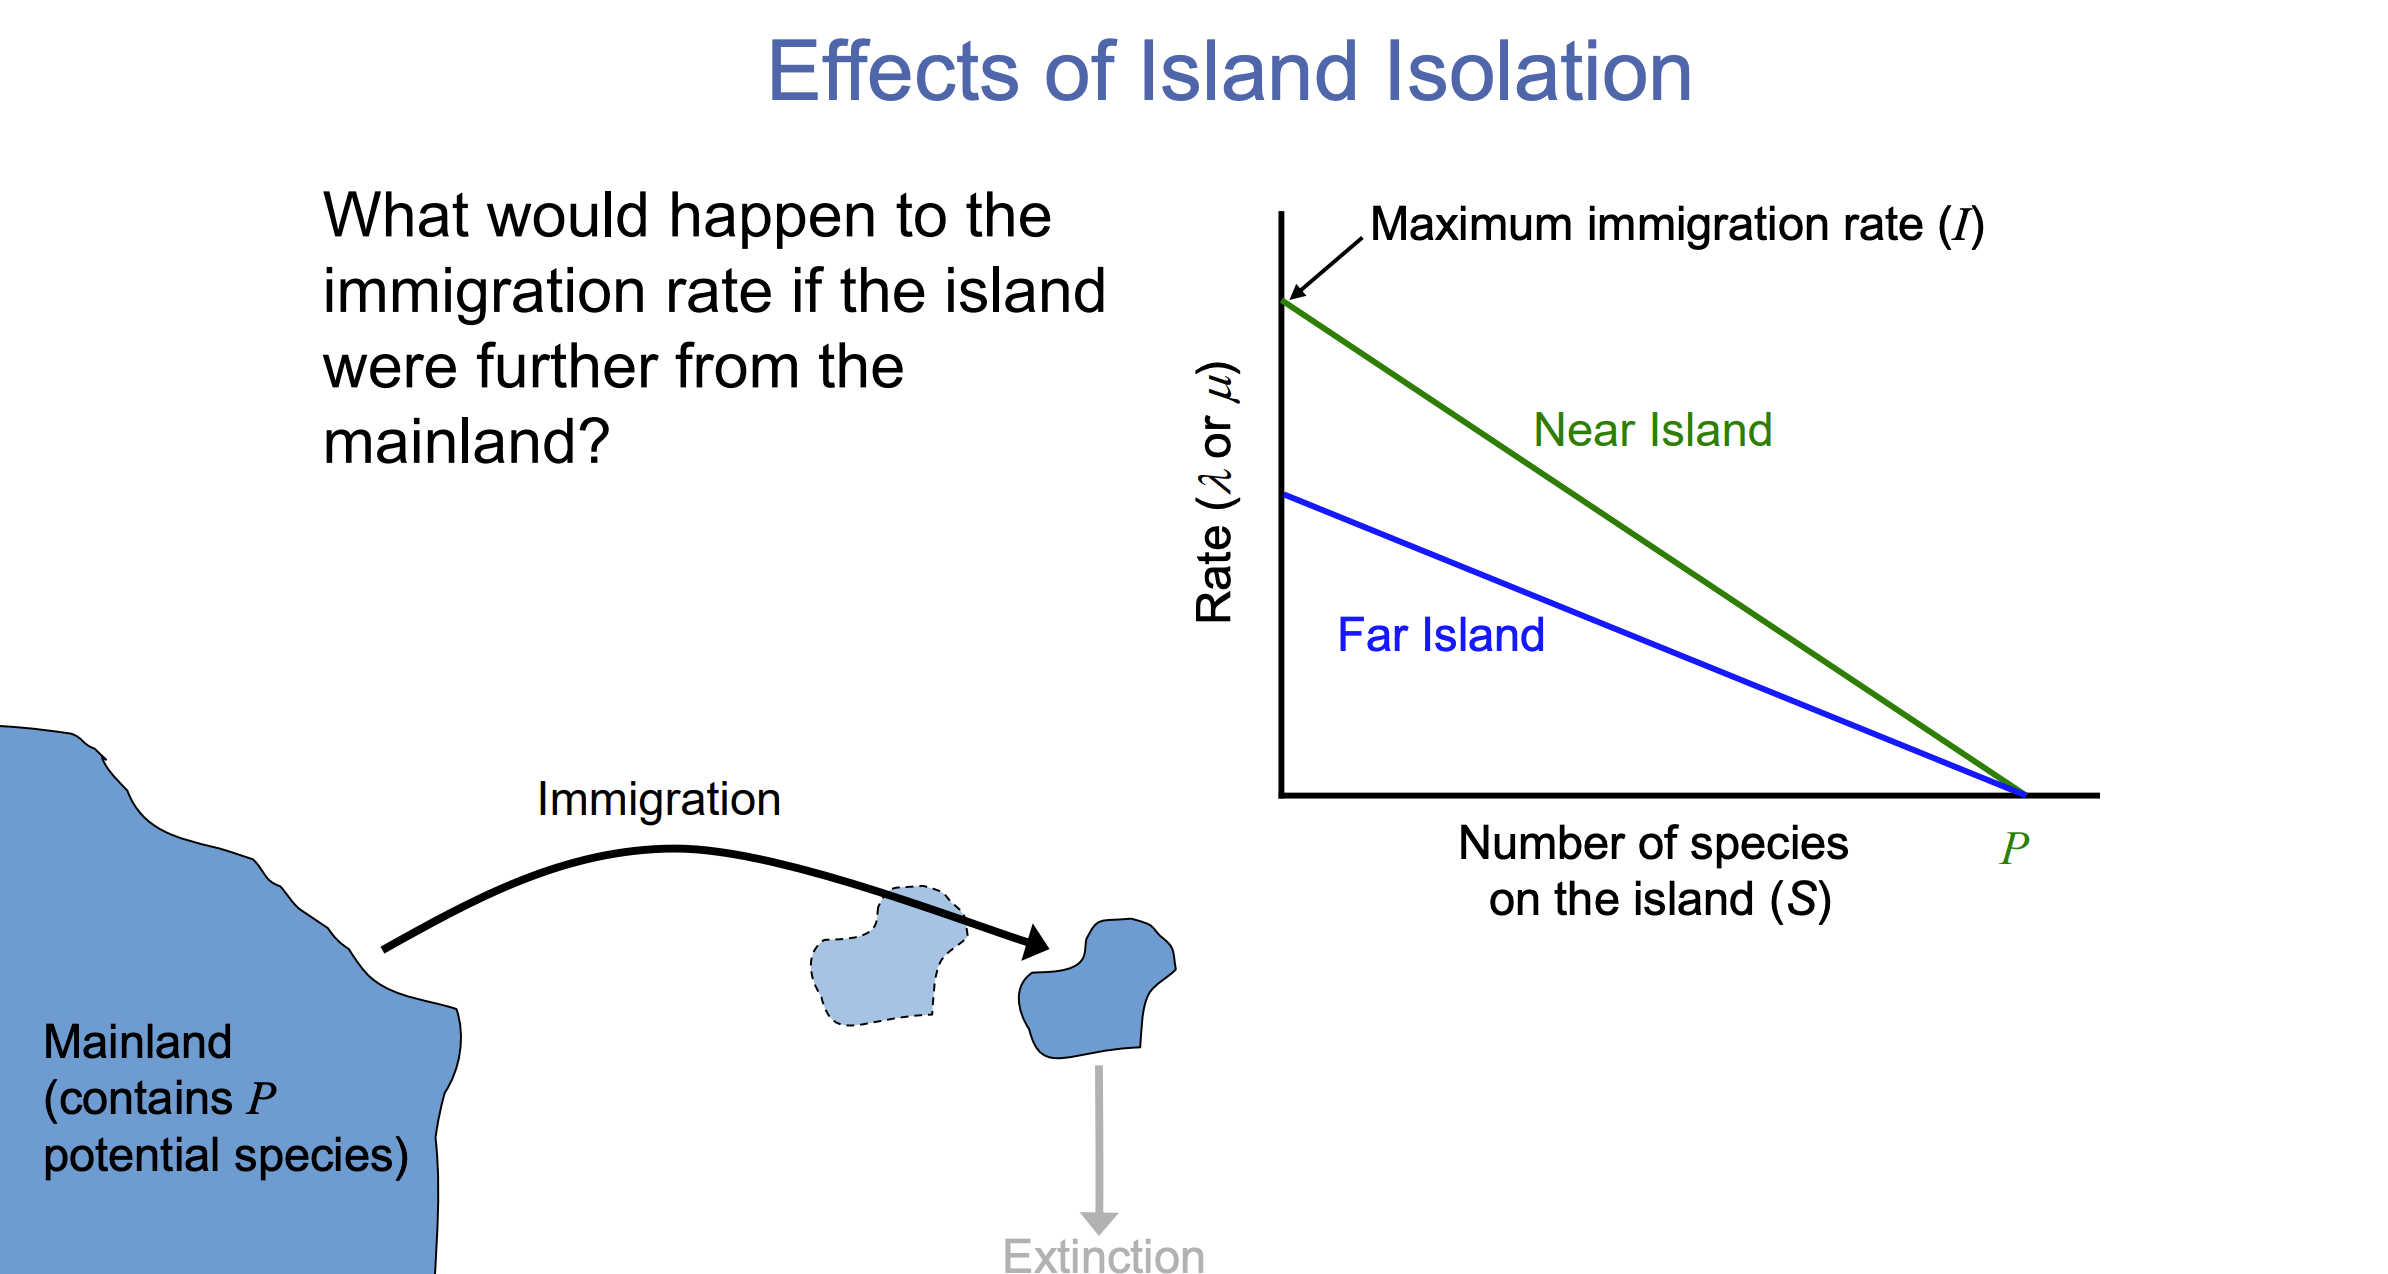 Effects of Island Isolation
What would happen to the
immigration rate if the island
were further from the
mainland?
Maximum immigration rate (I)
Rate (λ or μ)
Near Island
Far Island
Number of species
on the island (S)
P
Immigration
Mainland
(contains P
potential species)
Extinction